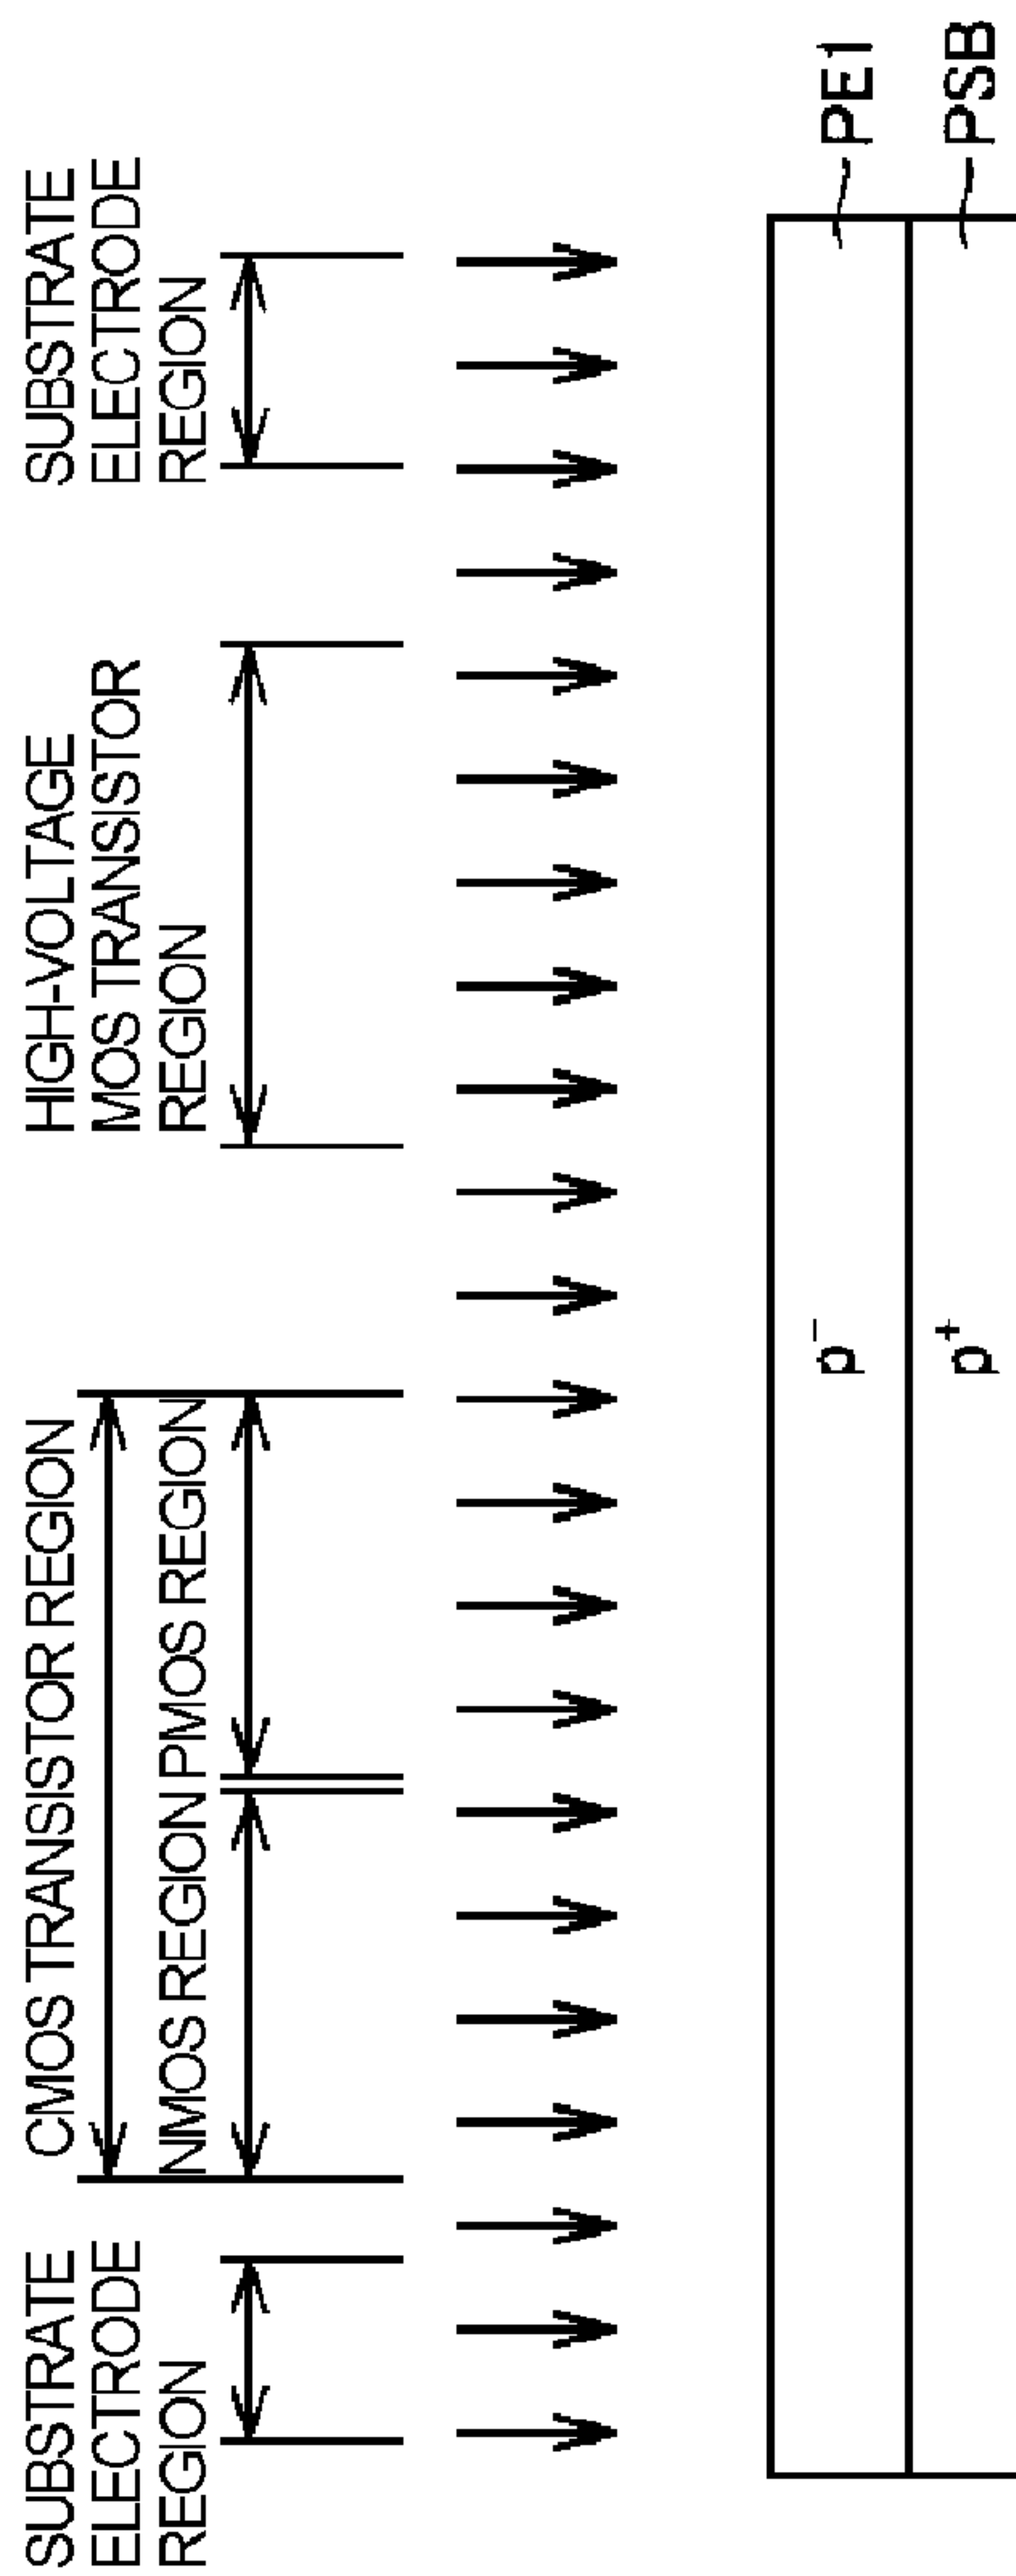 SUBSTRATE
ELECTRODE
REGION
CMOS TRANSISTOR REGION
NMOS REGION
PMOS REGION
HIGH-VOLTAGE
MOS TRANSISTOR
REGION
SUBSTRATE
ELECTRODE
REGION
p⁻
PE1
p⁺
PSB